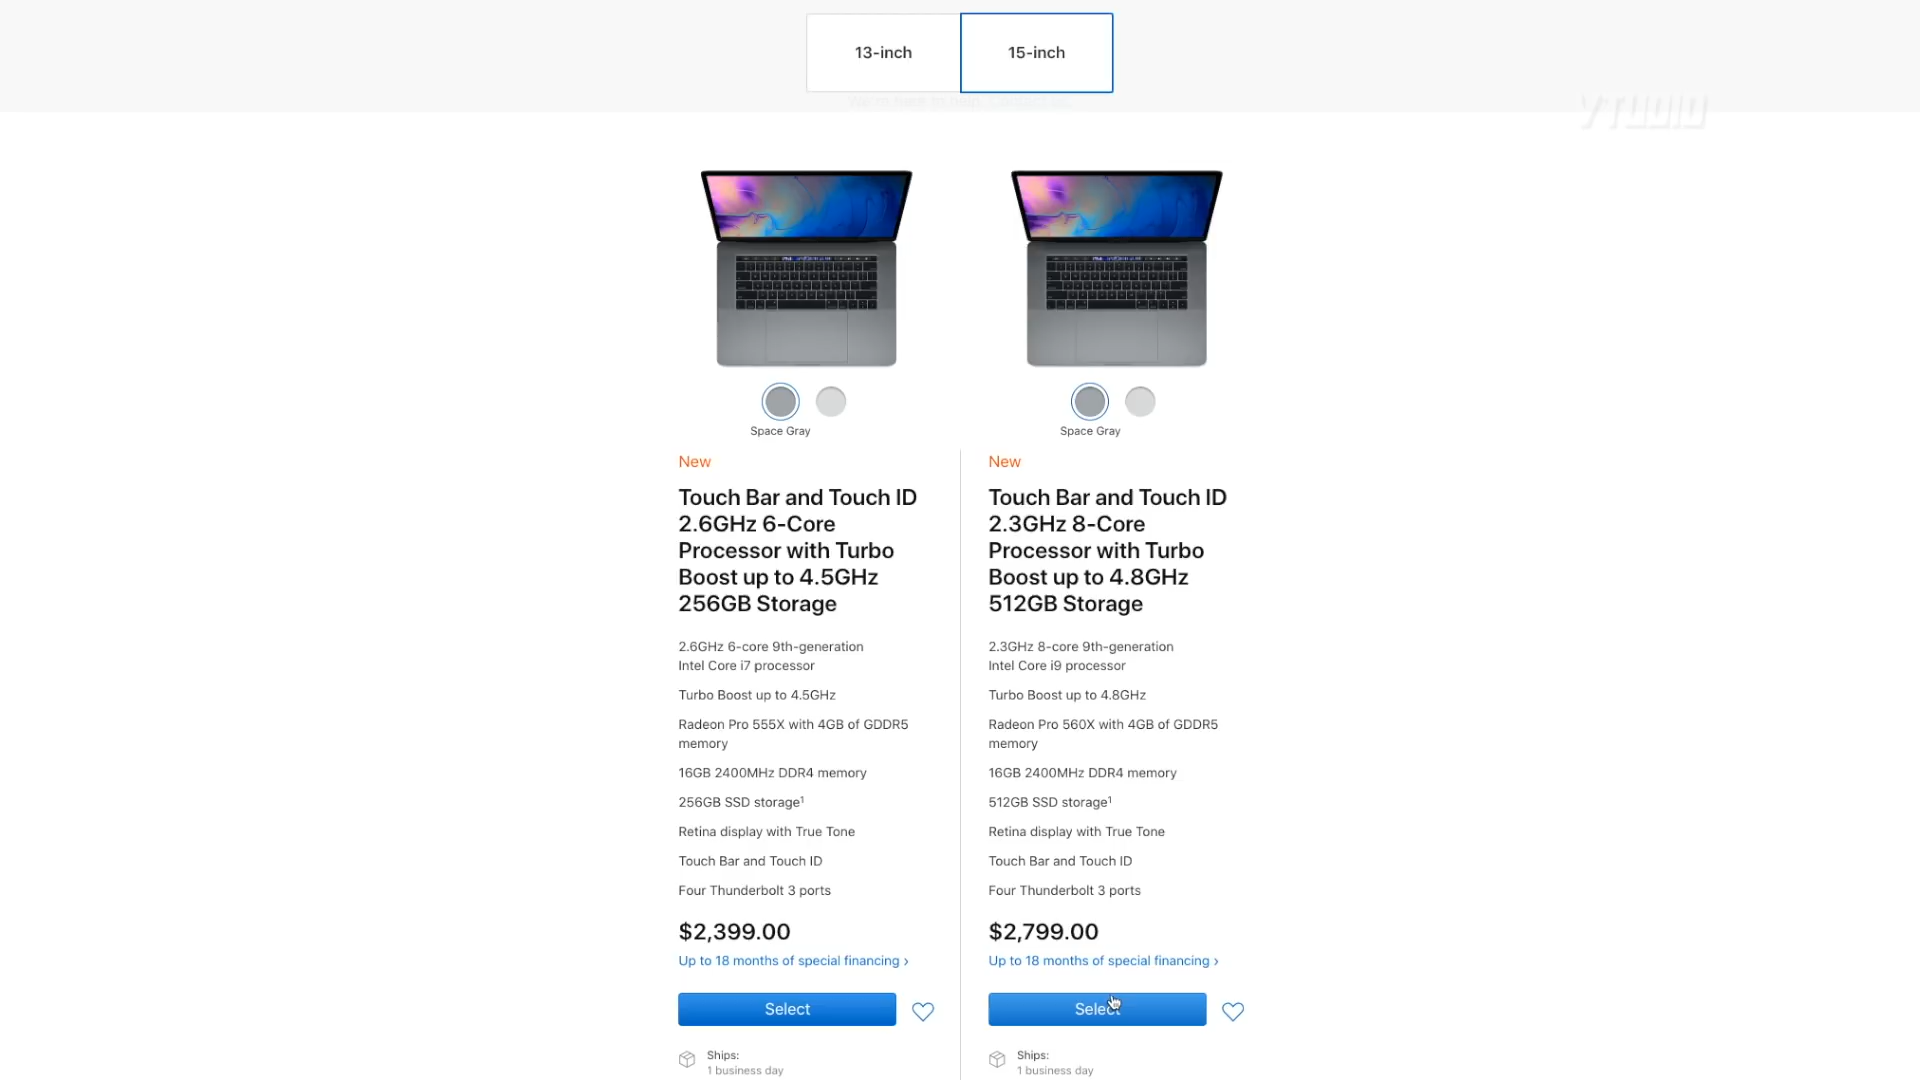 13-inch
15-inch
We're here to help. Contact us.
VTUDIO
Space Gray
Space Gray
New
Touch Bar and Touch ID
2.6GHz 6-Core
Processor with Turbo
Boost up to 4.5GHz
256GB Storage
2.6GHz 6-core 9th-generation
Intel Core i7 processor
Turbo Boost up to 4.5GHz
Radeon Pro 555X with 4GB of GDDR5
memory
16GB 2400MHz DDR4 memory
256GB SSD storage¹
Retina display with True Tone
Touch Bar and Touch ID
Four Thunderbolt 3 ports
$2,399.00
Up to 18 months of special financing ›
Select
Ships:
1 business day
New
Touch Bar and Touch ID
2.3GHz 8-Core
Processor with Turbo
Boost up to 4.8GHz
512GB Storage
2.3GHz 8-core 9th-generation
Intel Core i9 processor
Turbo Boost up to 4.8GHz
Radeon Pro 560X with 4GB of GDDR5
memory
16GB 2400MHz DDR4 memory
512GB SSD storage¹
Retina display with True Tone
Touch Bar and Touch ID
Four Thunderbolt 3 ports
$2,799.00
Up to 18 months of special financing ›
Select
Ships:
1 business day